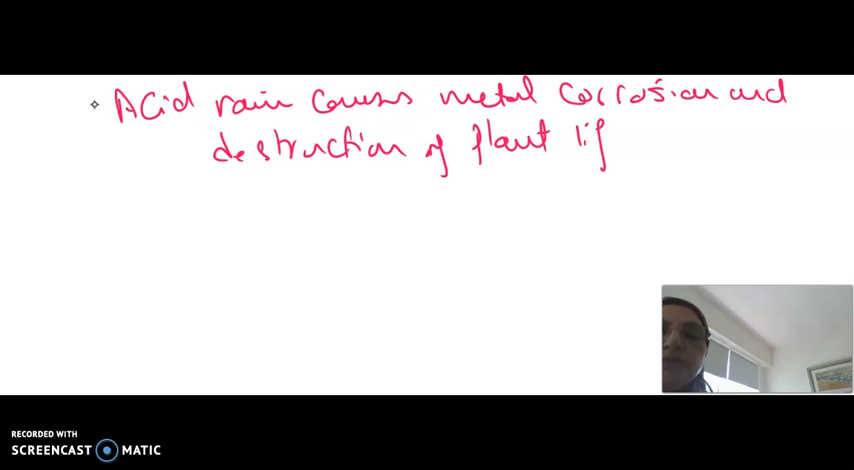 Acid rain causes metal corrosion and
destruction of plant lif
RECORDED WITH
SCREENCAST MATIC